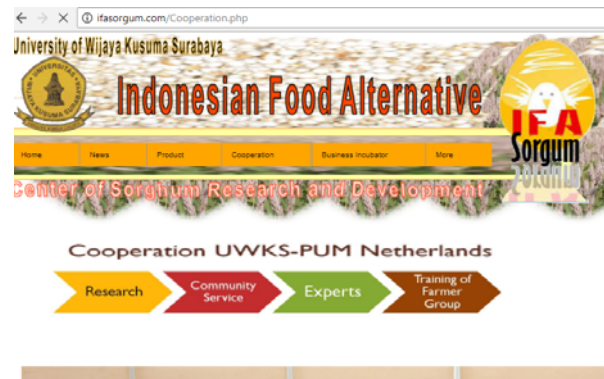 ifasorgum.com/Cooperation.php
University of Wijaya Kusuma Surabaya
Indonesian Food Alternative
IFA
Sorgum
Home News Product Cooperation Business Incubator More
Center of Sorghum Research and Development
Cooperation UWKS-PUM Netherlands
Research
Community
Service
Experts
Training of
Farmer
Group